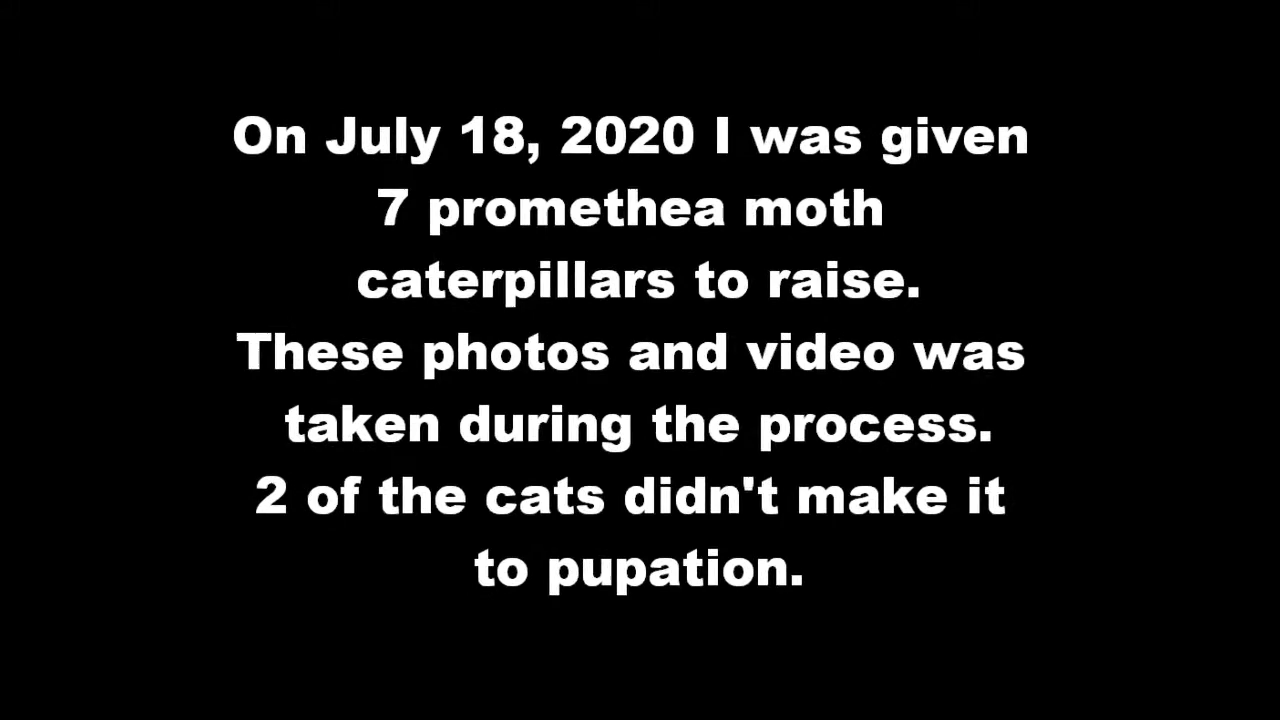 On July 18, 2020 I was given
7 promethea moth
caterpillars to raise.
These photos and video was
taken during the process.
2 of the cats didn't make it
to pupation.